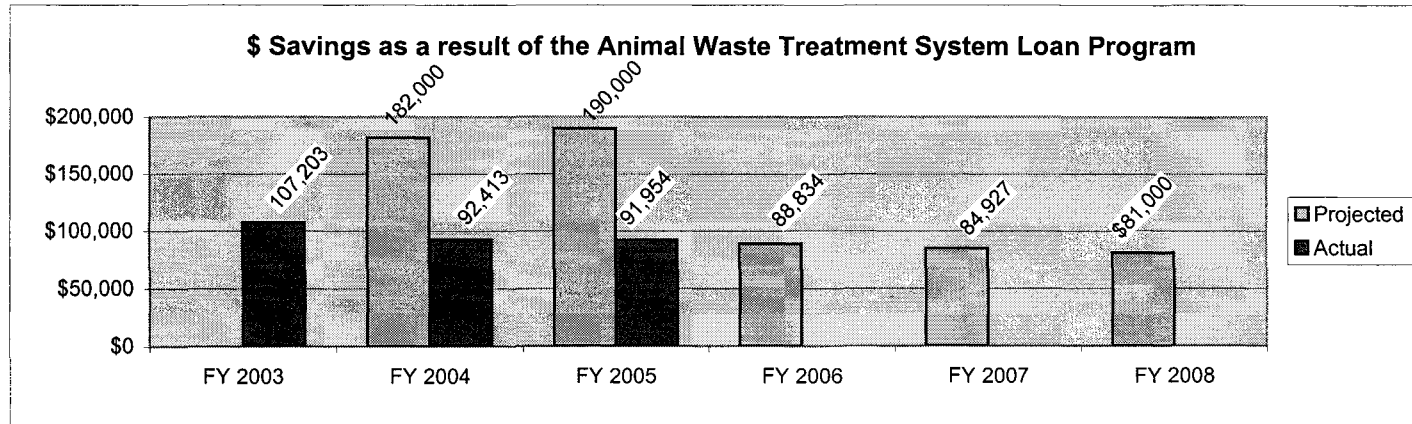 $ Savings as a result of the Animal Waste Treatment System Loan Program
$200,000
$150,000
$100,000
$50,000
$0
107,203
182,000
92,413
190,000
91,954
88,834
84,927
$81,000
FY 2003
FY 2004
FY 2005
FY 2006
FY 2007
FY 2008
Projected
Actual